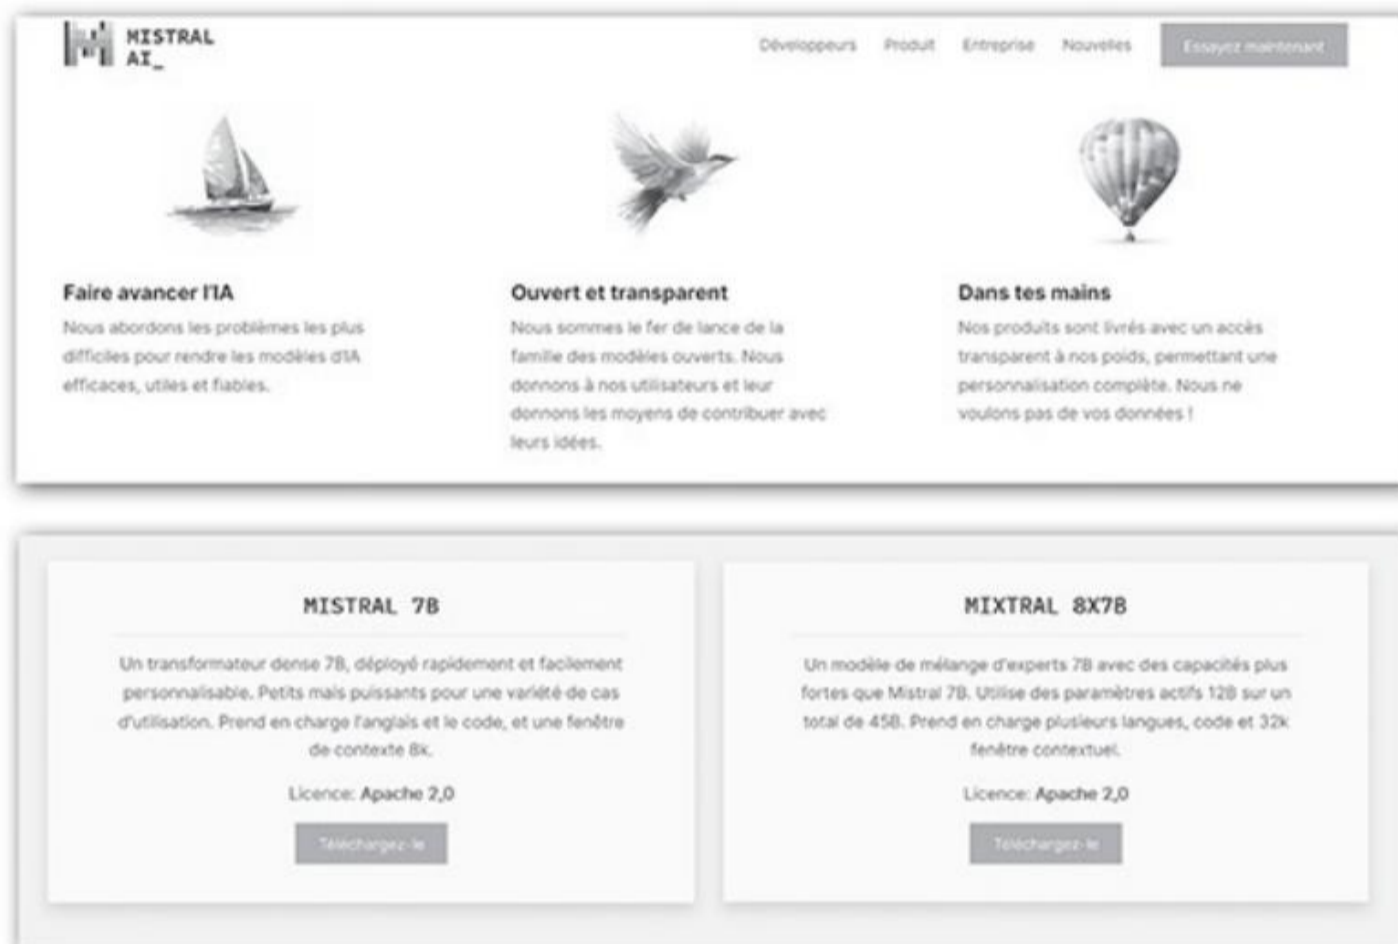 MISTRAL
AI_
Développeurs Produit Entreprise Nouvelles Essayez maintenant
Faire avancer l'IA
Nous abordons les problèmes les plus
difficiles pour rendre les modèles d'IA
efficaces, utiles et fiables.
Ouvert et transparent
Nous sommes le fer de lance de la
famille des modèles ouverts. Nous
donnons à nos utilisateurs et leur
donnons les moyens de contribuer avec
leurs idées.
Dans tes mains
Nos produits sont livrés avec un accès
transparent à nos poids, permettant une
personnalisation complète. Nous ne
voulons pas de vos données !
MISTRAL 7B
Un transformateur dense 7B, déployé rapidement et facilement
personnalisable. Petits mais puissants pour une variété de cas
d'utilisation. Prend en charge l'anglais et le code, et une fenêtre
de contexte 8k.
Licence: Apache 2,0
Téléchargez-le
MIXTRAL 8X7B
Un modèle de mélange d'experts 7B avec des capacités plus
fortes que Mistral 7B. Utilise des paramètres actifs 12B sur un
total de 45B. Prend en charge plusieurs langues, code et 32k
fenêtre contextuel.
Licence: Apache 2,0
Téléchargez-le